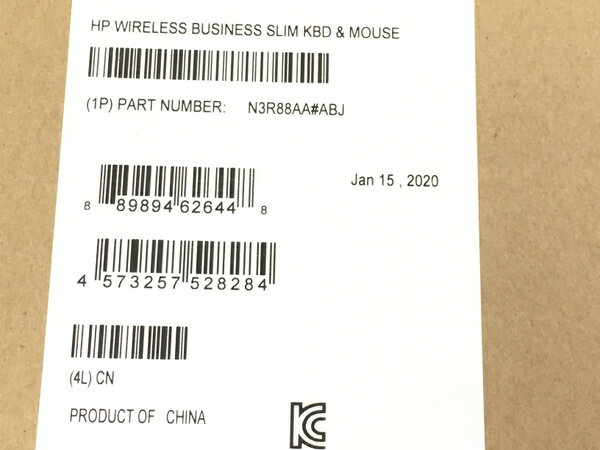 HP WIRELESS BUSINESS SLIM KBD & MOUSE
(1P) PART NUMBER: N3R88AA#ABJ
Jan 15 , 2020
8 89894 62644 8
4 573257 528284
(4L) CN
PRODUCT OF CHINA